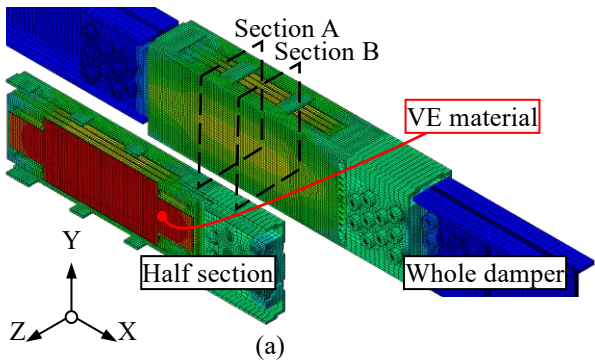 Section A
Section B
VE material
Y
Half section
Whole damper
Z
X
(a)